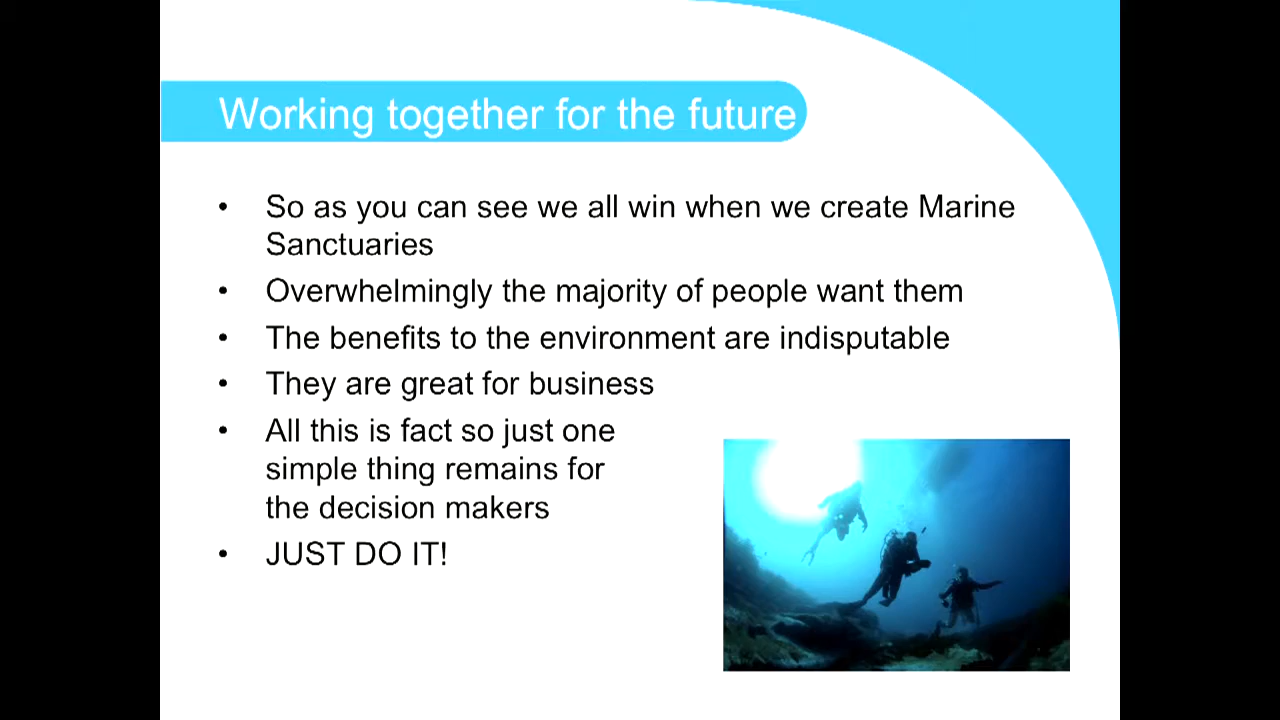 Working together for the future
• So as you can see we all win when we create Marine
Sanctuaries
• Overwhelmingly the majority of people want them
• The benefits to the environment are indisputable
• They are great for business
• All this is fact so just one
simple thing remains for
the decision makers
• JUST DO IT!